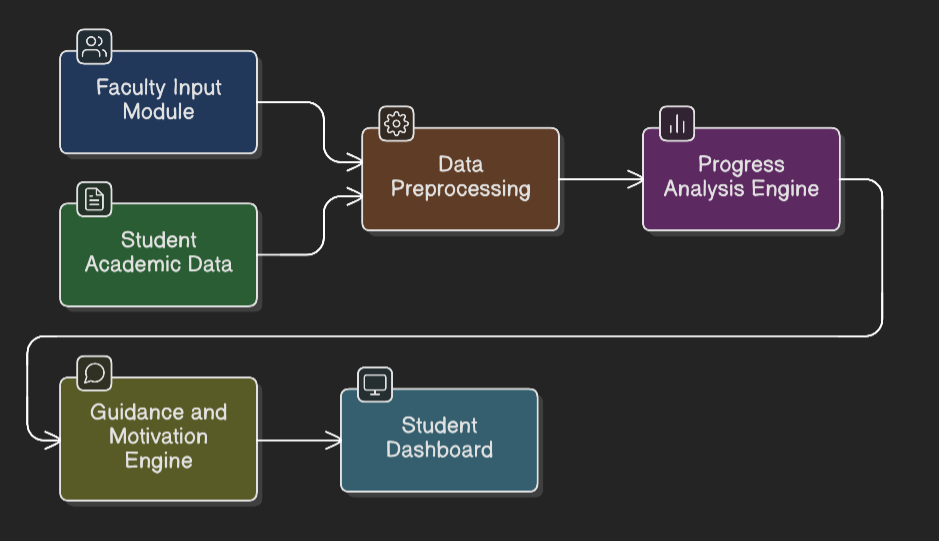 Faculty Input
Module
Data
Preprocessing
Progress
Analysis Engine
Student
Academic Data
Guidance and
Motivation
Engine
Student
Dashboard